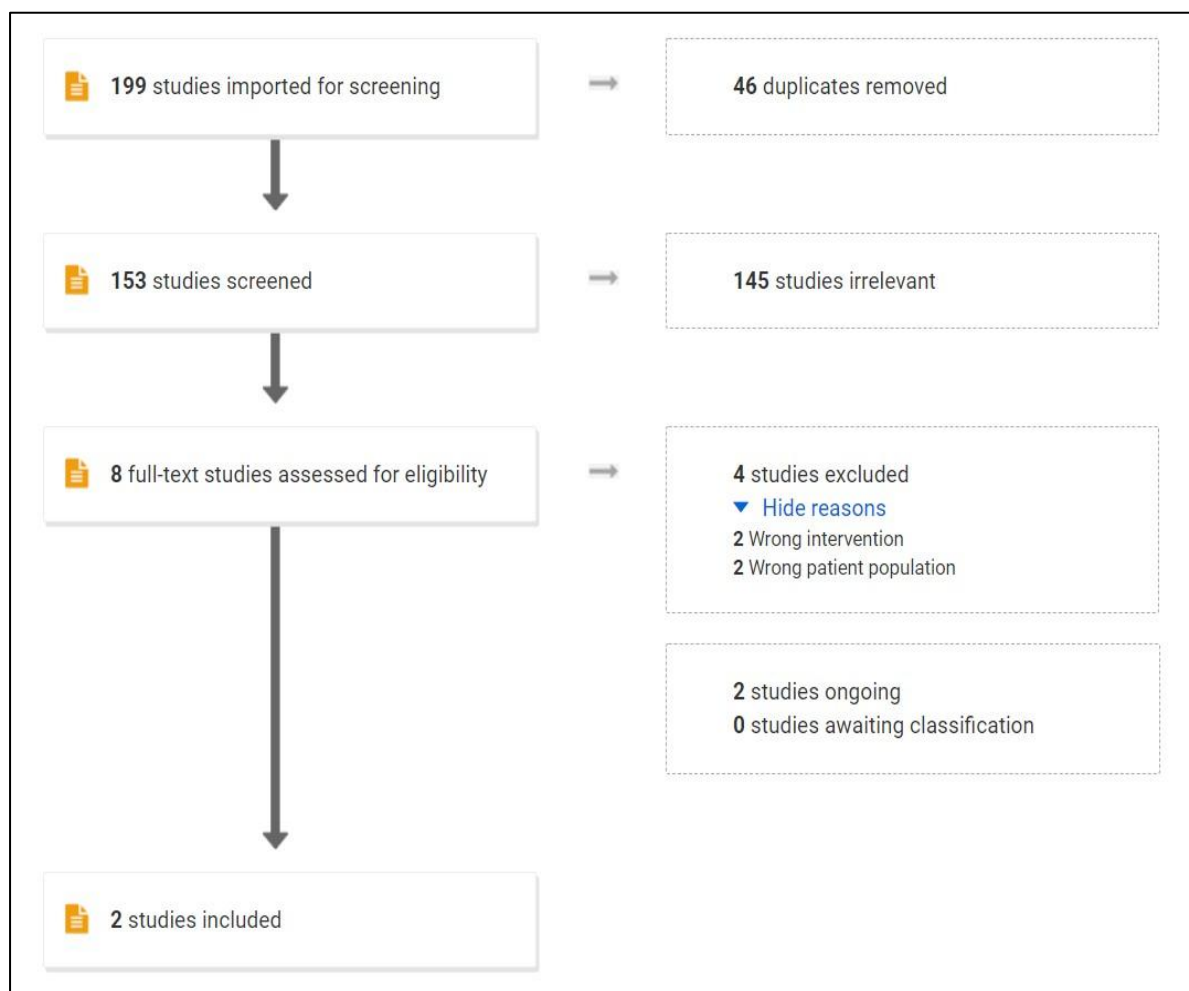 199 studies imported for screening
46 duplicates removed
153 studies screened
145 studies irrelevant
8 full-text studies assessed for eligibility
4 studies excluded
Hide reasons
2 Wrong intervention
2 Wrong patient population
2 studies ongoing
0 studies awaiting classification
2 studies included